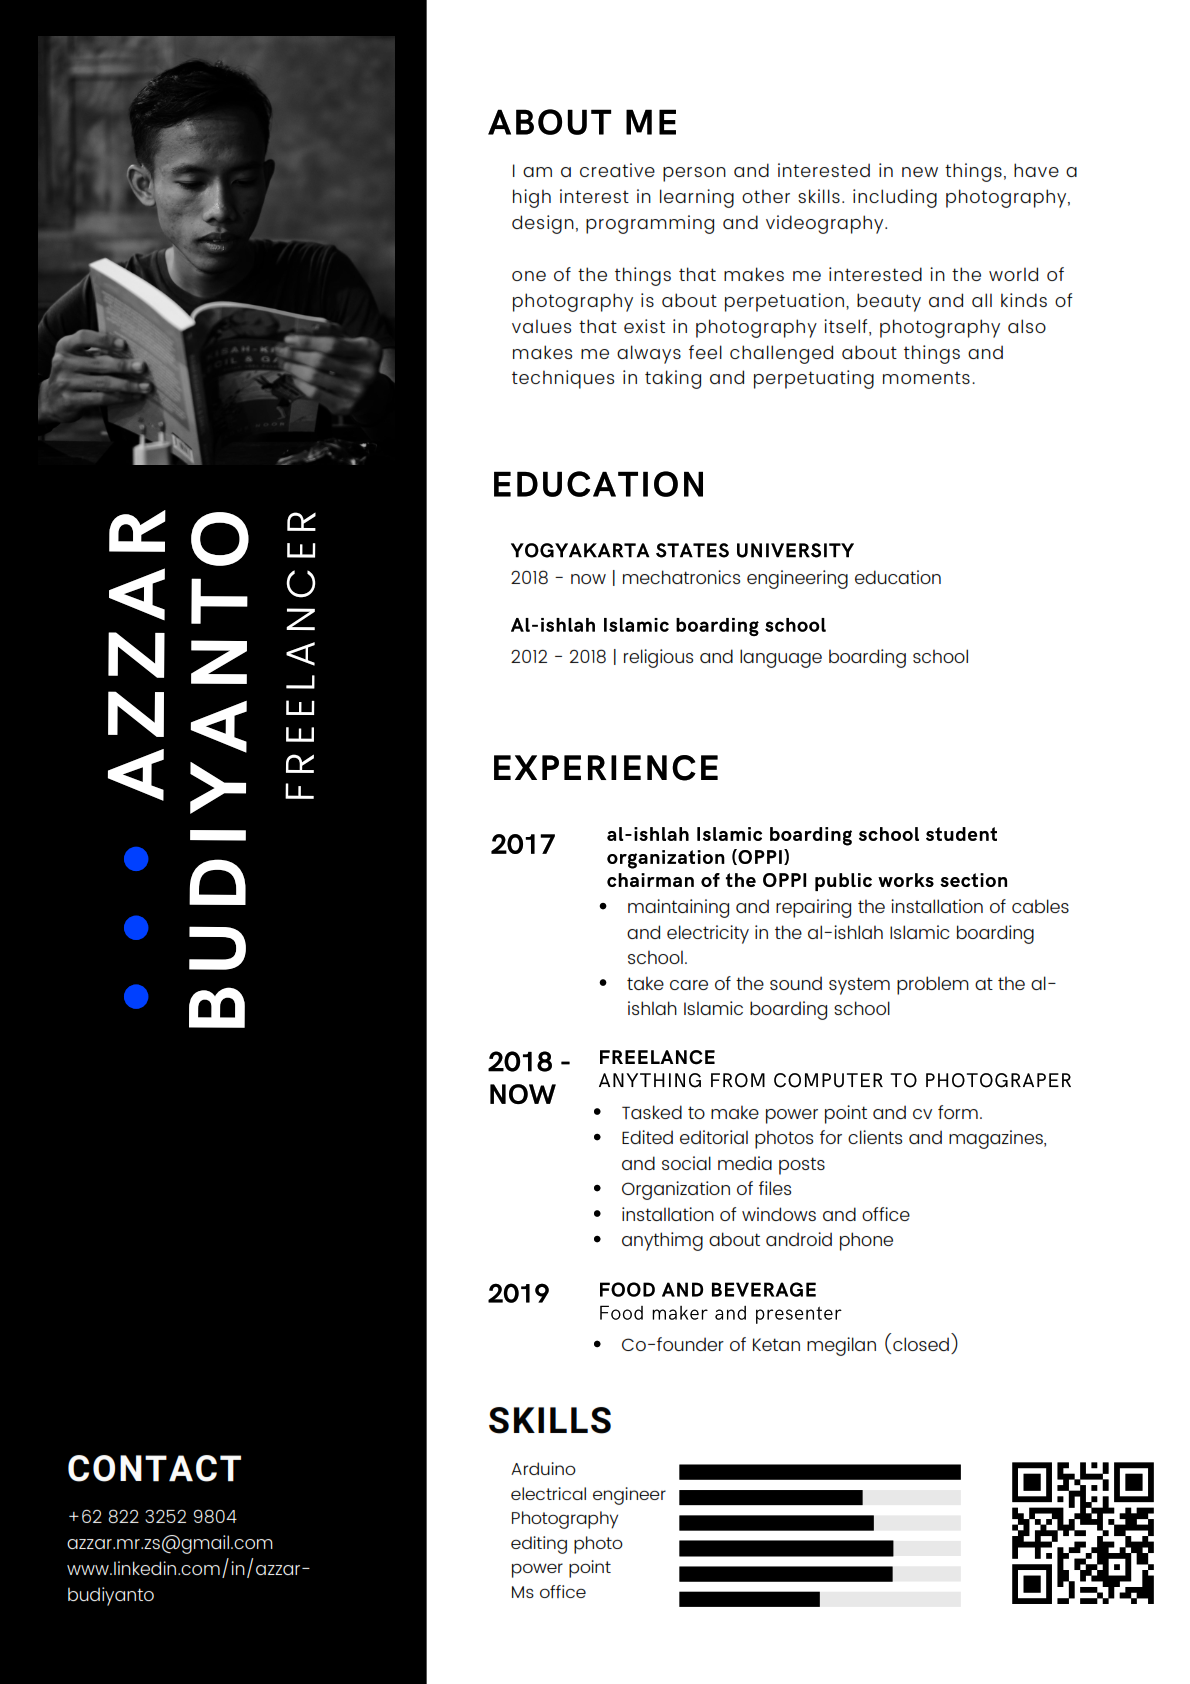 AZZAR
BUDIYANTO
FREELANCER
CONTACT
+62 822 3252 9804
azzar.mr.zs@gmail.com
www.linkedin.com/in/azzar-
budiyanto
ABOUT ME
I am a creative person and interested in new things, have a
high interest in learning other skills. including photography,
design, programming and videography.
one of the things that makes me interested in the world of
photography is about perpetuation, beauty and all kinds of
values that exist in photography itself, photography also
makes me always feel challenged about things and
techniques in taking and perpetuating moments.
EDUCATION
YOGYAKARTA STATES UNIVERSITY
2018 - now | mechatronics engineering education
Al-ishlah Islamic boarding school
2012 - 2018 | religious and language boarding school
EXPERIENCE
2017
al-ishlah Islamic boarding school student
organization (OPPI)
chairman of the OPPI public works section
• maintaining and repairing the installation of cables
and electricity in the al-ishlah Islamic boarding
school.
• take care of the sound system problem at the al-
ishlah Islamic boarding school
2018 -
NOW
FREELANCE
ANYTHING FROM COMPUTER TO PHOTOGRAPER
• Tasked to make power point and cv form.
• Edited editorial photos for clients and magazines,
and social media posts
• Organization of files
• installation of windows and office
• anythimg about android phone
2019
FOOD AND BEVERAGE
Food maker and presenter
• Co-founder of Ketan megilan (closed)
SKILLS
Arduino
electrical engineer
Photography
editing photo
power point
Ms office